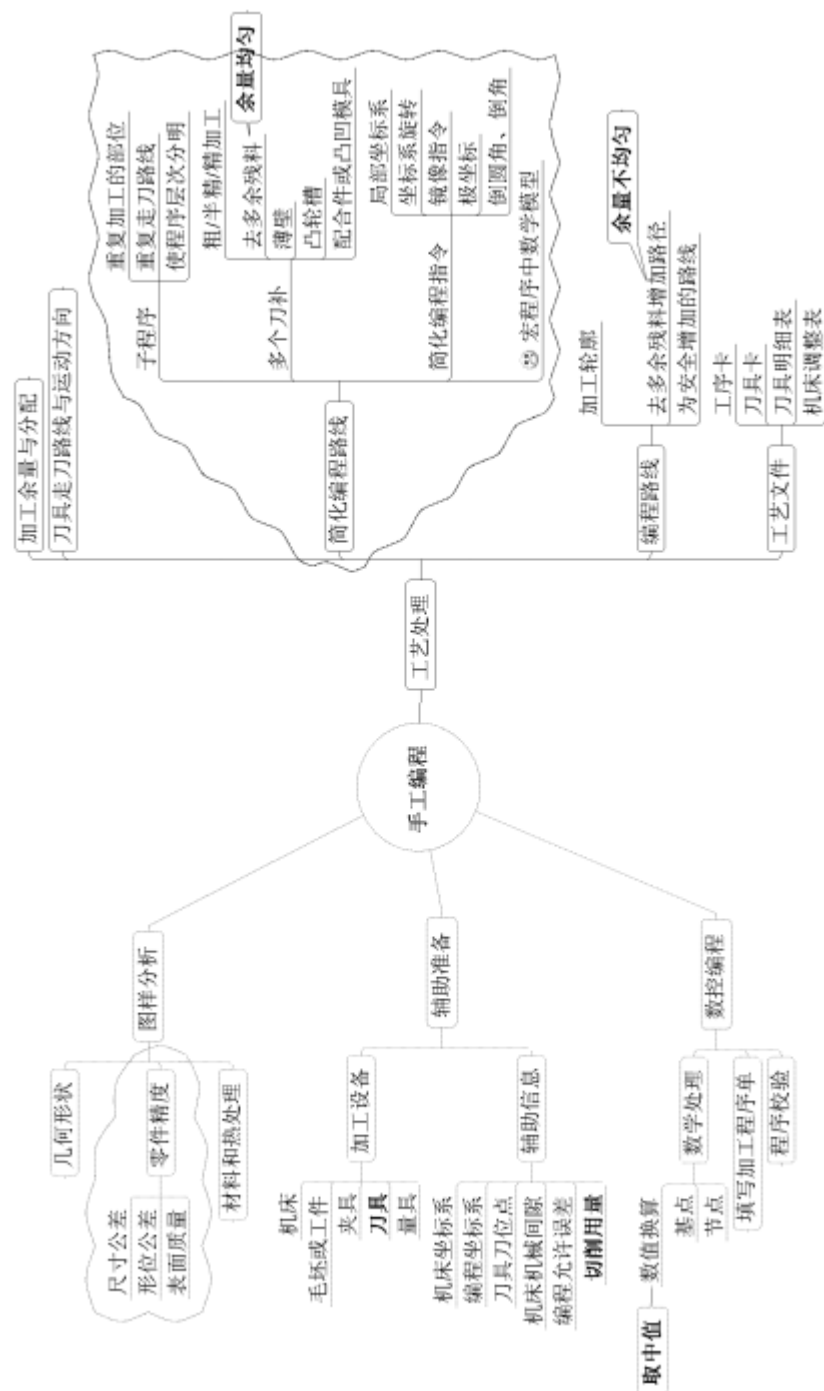 手工编程
图样分析
几何形状
零件精度
尺寸公差
形位公差
表面质量
材料和热处理
辅助准备
加工设备
机床
毛坯或工件
夹具
刀具
量具
辅助信息
机床坐标系
编程坐标系
刀具刀位点
机床机械间隙
编程允许误差
切削用量
数控编程
数学处理
数值换算
取中值
基点
节点
填写加工程序单
程序校验
工艺处理
加工余量与分配
刀具走刀路线与运动方向
简化编程路线
子程序
重复加工的部位
重复走刀路线
使程序层次分明
多个刀补
粗/半精/精加工
去多余残料
余量均匀
薄壁
凸轮槽
配合件或凸凹模具
简化编程指令
局部坐标系
坐标系旋转
镜像指令
极坐标
倒圆角、倒角
宏程序中数学模型
编程路线
加工轮廓
去多余残料增加路径
余量不均匀
为安全增加的路线
工艺文件
工序卡
刀具卡
刀具明细表
机床调整表